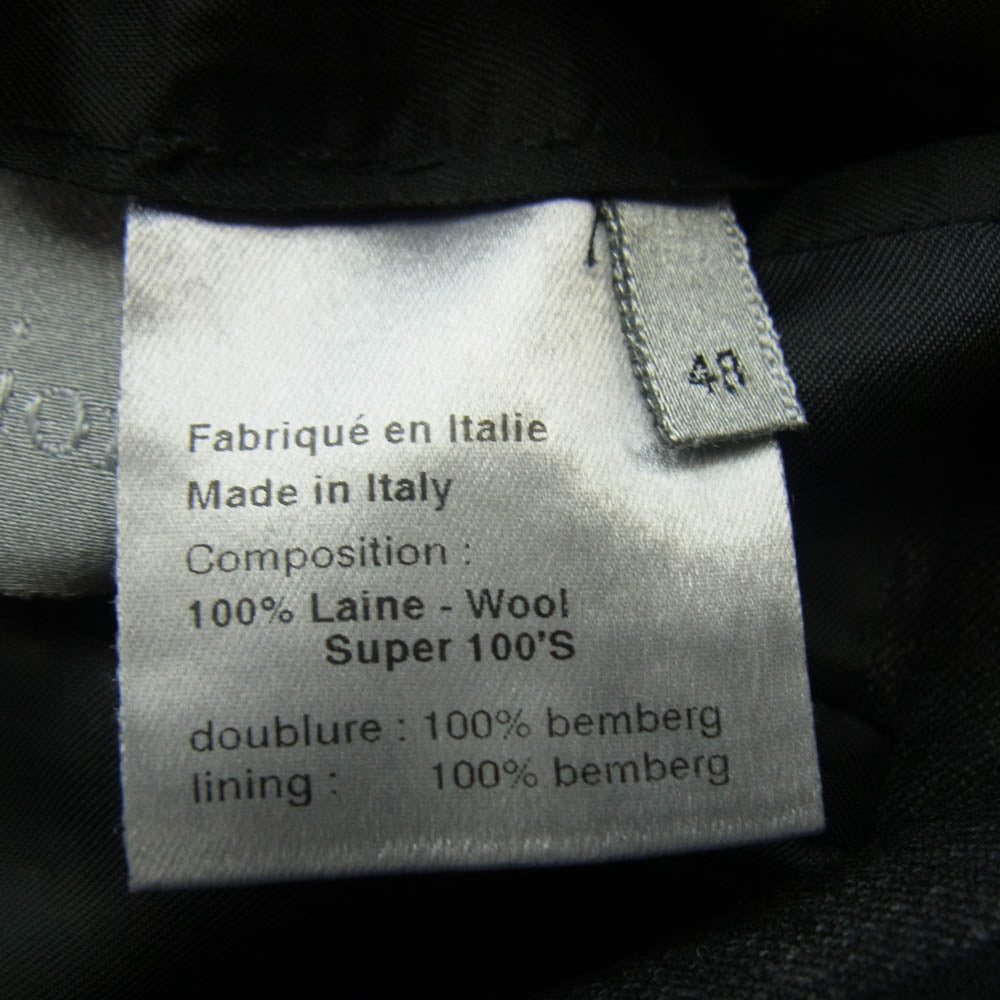 48
Fabriqué en Italie
Made in Italy
Composition :
100% Laine - Wool
Super 100'S
doublure : 100% bemberg
lining : 100% bemberg